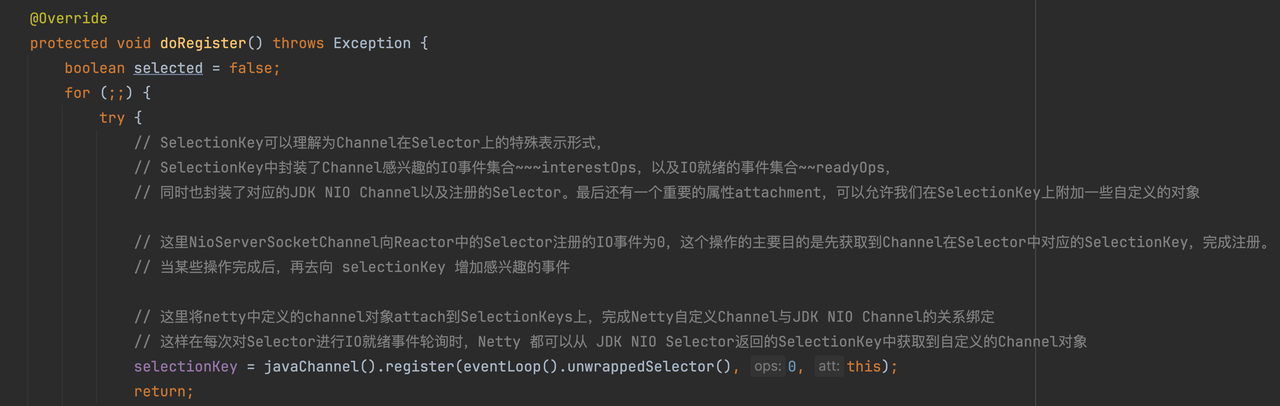 @Override
protected void doRegister() throws Exception {
boolean selected = false;
for (;;) {
try {
// SelectionKey可以理解为Channel在Selector上的特殊表示形式,
// SelectionKey中封装了Channel感兴趣的IO事件集合~~~interestOps，以及IO就绪的事件集合~~readyOps,
// 同时也封装了对应的JDK NIO Channel以及注册的Selector。最后还有一个重要的属性attachment，可以允许我们在SelectionKey上附加一些自定义的对象
// 这里NioServerSocketChannel向Reactor中的Selector注册的IO事件为0，这个操作的主要目的是先获取到Channel在Selector中对应的SelectionKey，完成注册。
// 当某些操作完成后，再去向 selectionKey 增加感兴趣的事件
// 这里将netty中定义的channel对象attach到SelectionKeys上，完成Netty自定义Channel与JDK NIO Channel的关系绑定
// 这样在每次对Selector进行IO就绪事件轮询时，Netty 都可以从 JDK NIO Selector返回的SelectionKey中获取到自定义的Channel对象
selectionKey = javaChannel().register(eventLoop().unwrappedSelector(), ops: 0, att: this);
return;